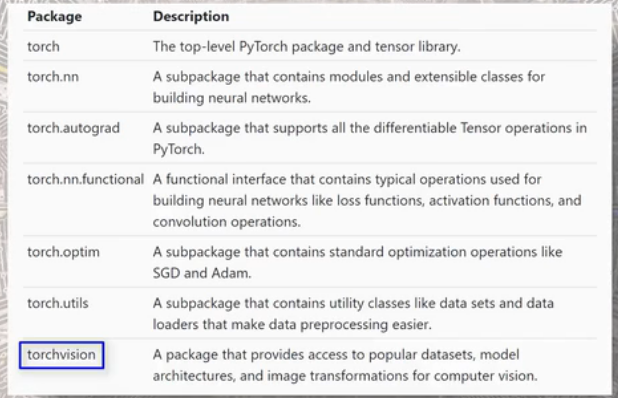 Package Description
torch The top-level PyTorch package and tensor library.
torch.nn A subpackage that contains modules and extensible classes for
building neural networks.
torch.autograd A subpackage that supports all the differentiable Tensor operations in
PyTorch.
torch.nn.functional A functional interface that contains typical operations used for
building neural networks like loss functions, activation functions, and
convolution operations.
torch.optim A subpackage that contains standard optimization operations like
SGD and Adam.
torch.utils A subpackage that contains utility classes like data sets and data
loaders that make data preprocessing easier.
torchvision A package that provides access to popular datasets, model
architectures, and image transformations for computer vision.